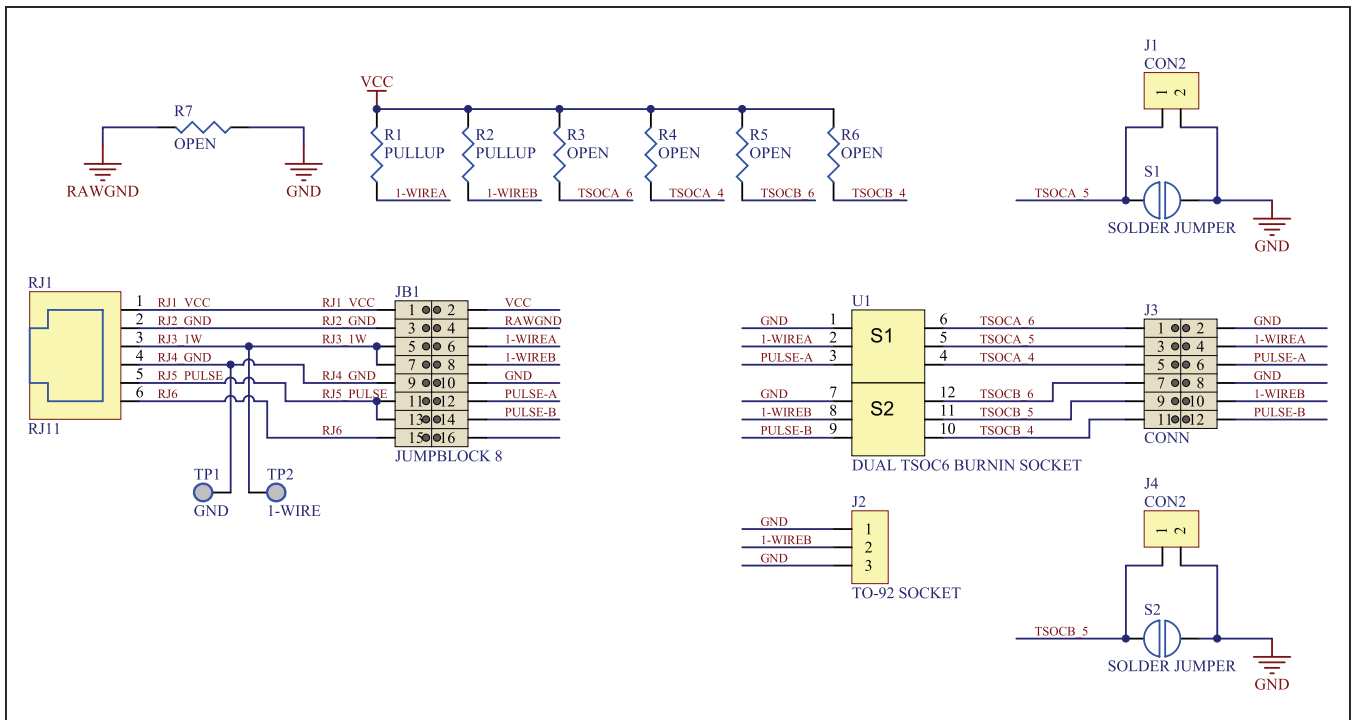 J1
CON2
1 2
S1
TSOCA_5
SOLDER JUMPER
GND
R7
OPEN
RAWGND
GND
VCC
R1
PULLUP
R2
PULLUP
R3
OPEN
R4
OPEN
R5
OPEN
R6
OPEN
1-WIREA
1-WIREB
TSOCA_6
TSOCA_4
TSOCB_6
TSOCB_4
RJ1
1 RJ1_VCC
2 RJ2_GND
3 RJ3_1W
4 RJ4_GND
5 RJ5_PULSE
6 RJ6
RJ11
JB1
RJ1_VCC 1 2 VCC
RJ2_GND 3 4 RAWGND
RJ3_1W 5 6 1-WIREA
7 8 1-WIREB
RJ4_GND 9 10 GND
RJ5_PULSE 11 12 PULSE-A
13 14 PULSE-B
RJ6 15 16
JUMPBLOCK 8
TP1
GND
TP2
1-WIRE
U1
GND 1 S1 6 TSOCA_6
1-WIREA 2 5 TSOCA_5
PULSE-A 3 4 TSOCA_4
GND 7 S2 12 TSOCB_6
1-WIREB 8 11 TSOCB_5
PULSE-B 9 10 TSOCB_4
DUAL TSOC6 BURNIN SOCKET
J3
1 2 GND
3 4 1-WIREA
5 6 PULSE-A
7 8 GND
9 10 1-WIREB
11 12 PULSE-B
CONN
J2
GND 1
1-WIREB 2
GND 3
TO-92 SOCKET
J4
CON2
1 2
S2
TSOCB_5
SOLDER JUMPER
GND